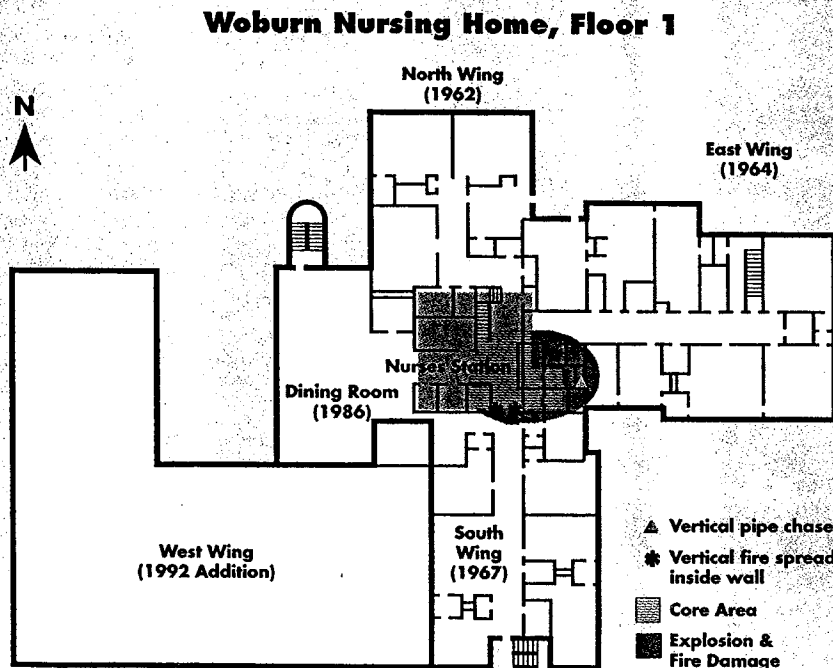 Woburn Nursing Home, Floor 1
N
North Wing
(1962)
East Wing
(1964)
Nurses Station
Dining Room
(1986)
West Wing
(1992 Addition)
South
Wing
(1967)
Vertical pipe chase
Vertical fire spread
inside wall
Core Area
Explosion &
Fire Damage